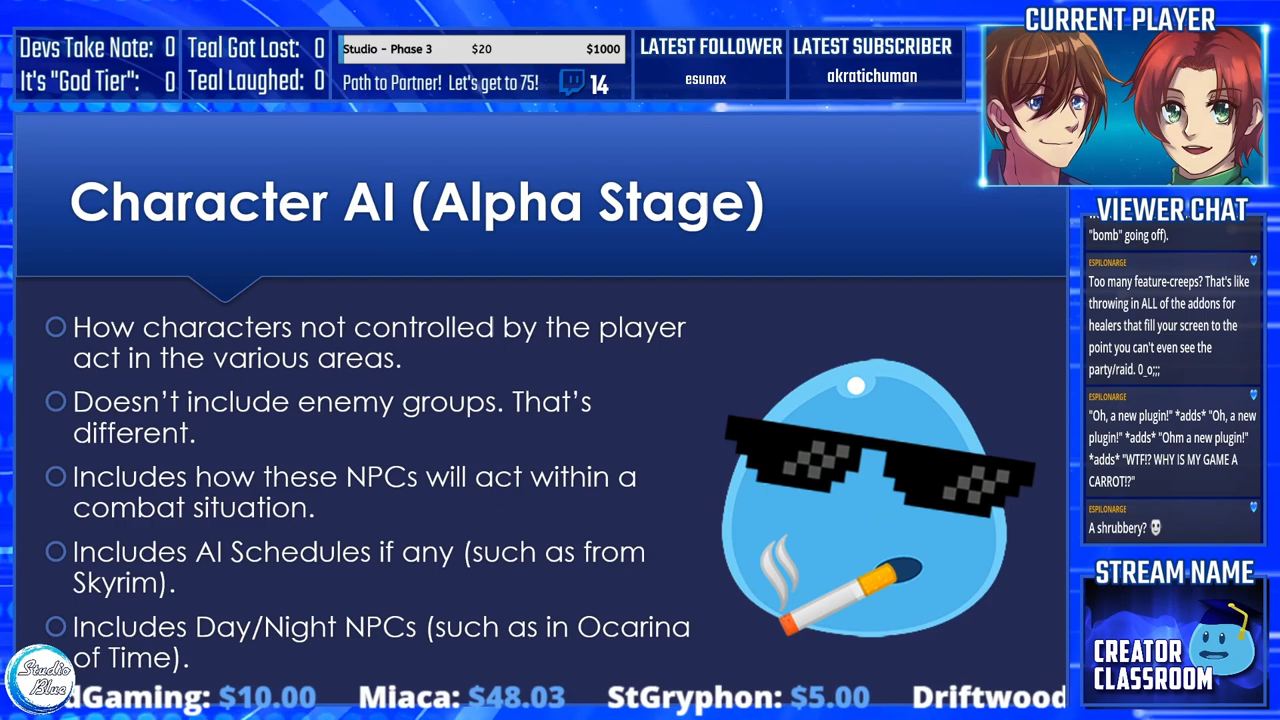 Devs Take Note: 0
It's "God Tier": 0
Teal Got Lost: 0
Teal Laughed: 0
Studio - Phase 3 $20 $1000
Path to Partner! Let's get to 75! 14
LATEST FOLLOWER
esunax
LATEST SUBSCRIBER
akratichuman
CURRENT PLAYER
Character AI (Alpha Stage)
How characters not controlled by the player
act in the various areas.
Doesn't include enemy groups. That's
different.
Includes how these NPCs will act within a
combat situation.
Includes AI Schedules if any (such as from
Skyrim).
Includes Day/Night NPCs (such as in Ocarina
of Time).
VIEWER CHAT
"bomb" going off).
ESPILONARGE
Too many feature-creeps? That's like
throwing in ALL of the addons for
healers that fill your screen to the
point you can't even see the
party/raid. 0_o;;;
ESPILONARGE
"Oh, a new plugin!" *adds* "Oh, a new
plugin!" *adds* "Ohm a new plugin!"
*adds* "WTF!? WHY IS MY GAME A
CARROT!?"
ESPILONARGE
A shrubbery?
STREAM NAME
CREATOR
CLASSROOM
Studio
Blue
dGaming: $10.00 Miaca: $48.03 StGryphon: $5.00 Driftwood